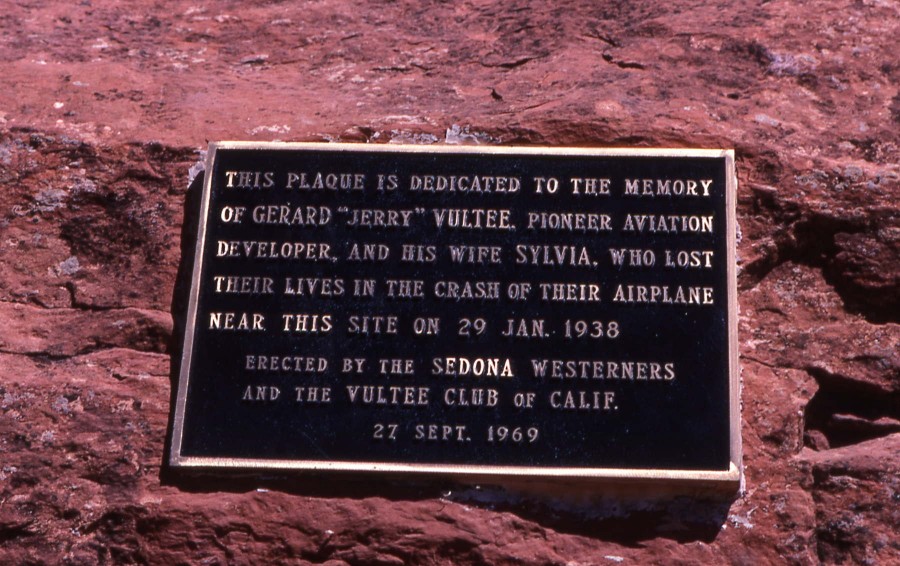 THIS PLAQUE IS DEDICATED TO THE MEMORY
OF GERARD "JERRY" VULTEE, PIONEER AVIATION
DEVELOPER, AND HIS WIFE SYLVIA, WHO LOST
THEIR LIVES IN THE CRASH OF THEIR AIRPLANE
NEAR THIS SITE ON 29 JAN. 1938
ERECTED BY THE SEDONA WESTERNERS
AND THE VULTEE CLUB OF CALIF.
27 SEPT. 1969